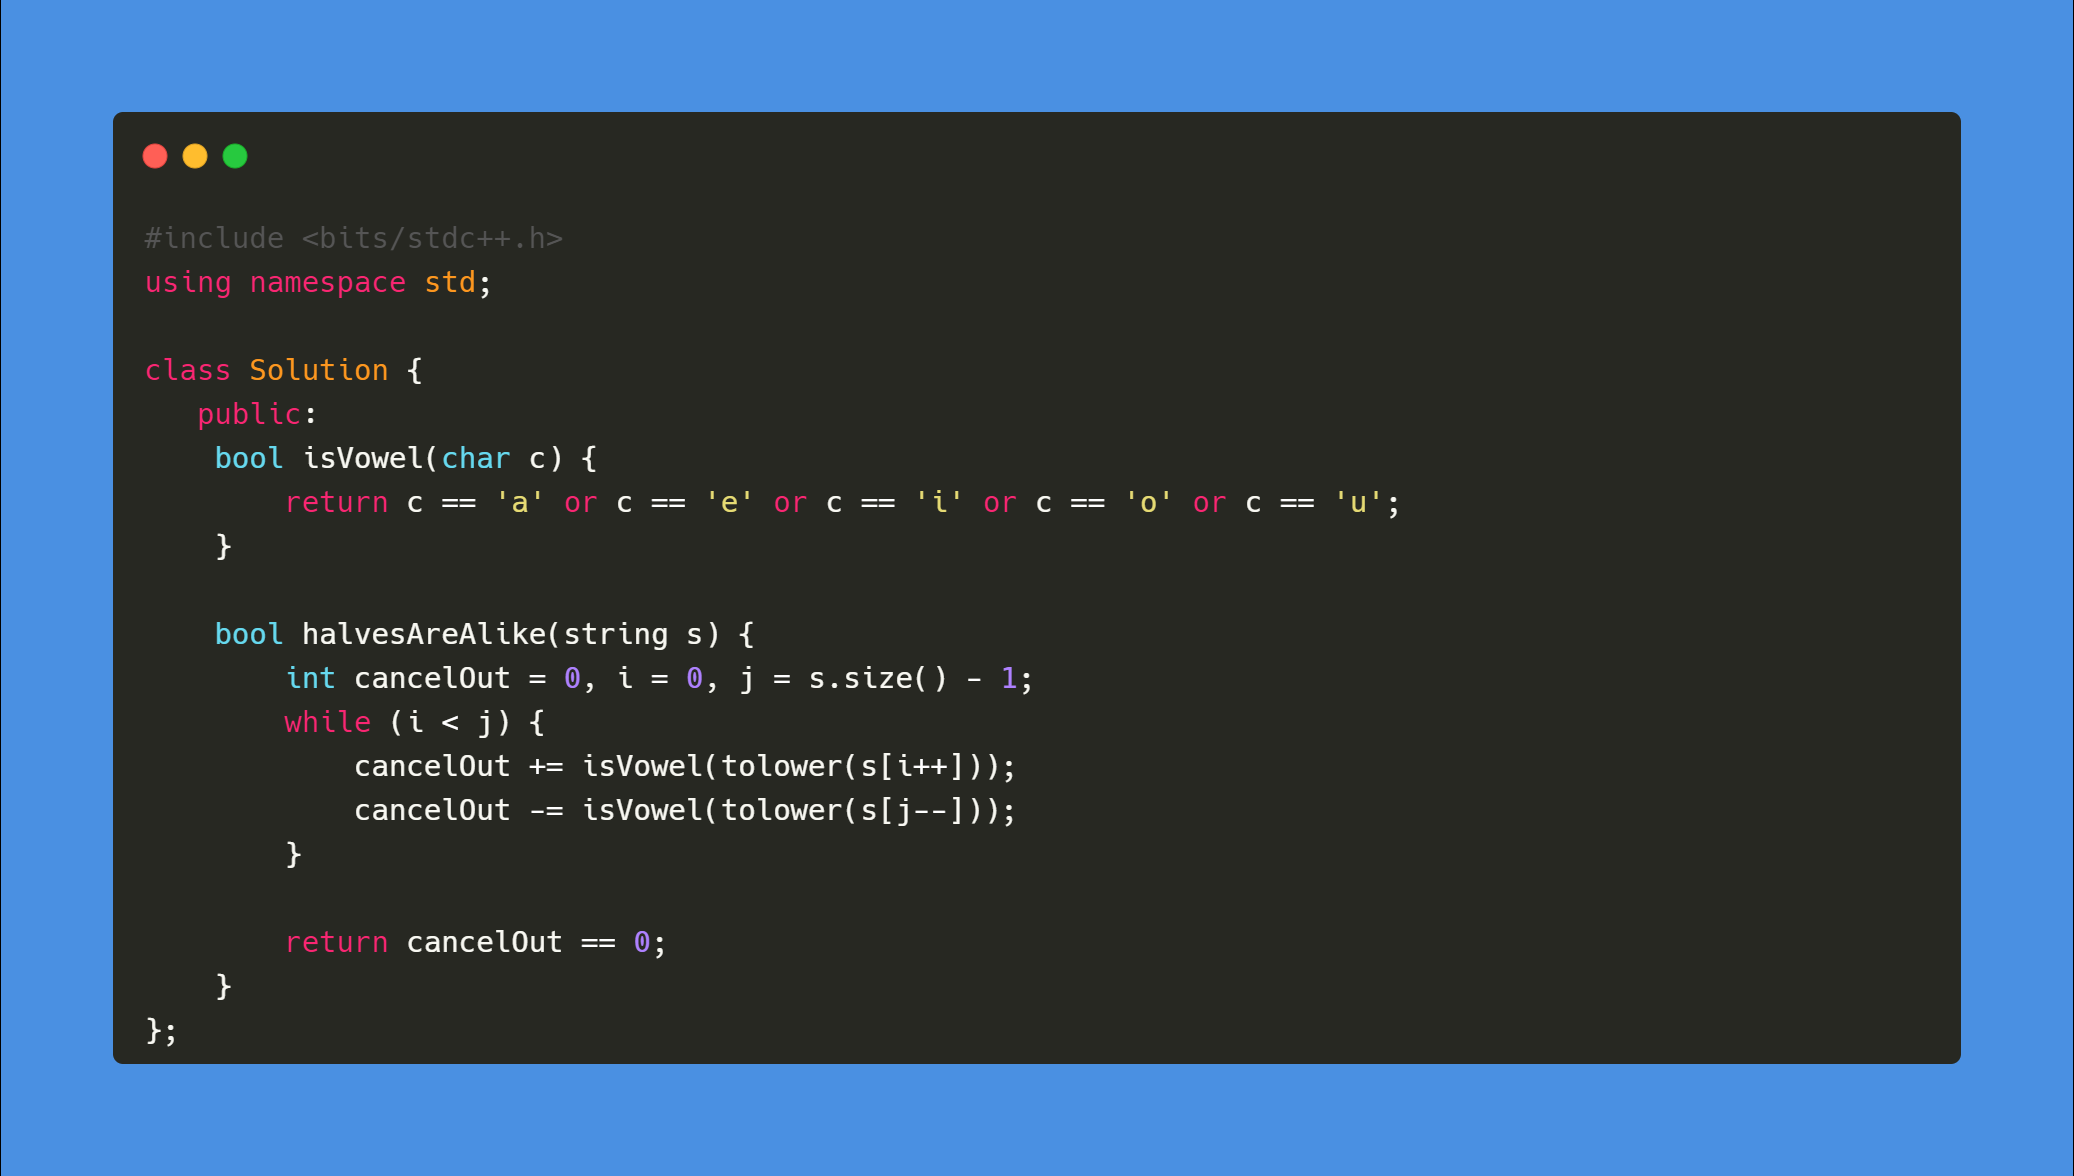 #include <bits/stdc++.h>
using namespace std;
class Solution {
   public:
    bool isVowel(char c) {
        return c == 'a' or c == 'e' or c == 'i' or c == 'o' or c == 'u';
    }
    bool halvesAreAlike(string s) {
        int cancelOut = 0, i = 0, j = s.size() - 1;
        while (i < j) {
            cancelOut += isVowel(tolower(s[i++]));
            cancelOut -= isVowel(tolower(s[j--]));
        }
        return cancelOut == 0;
    }
};